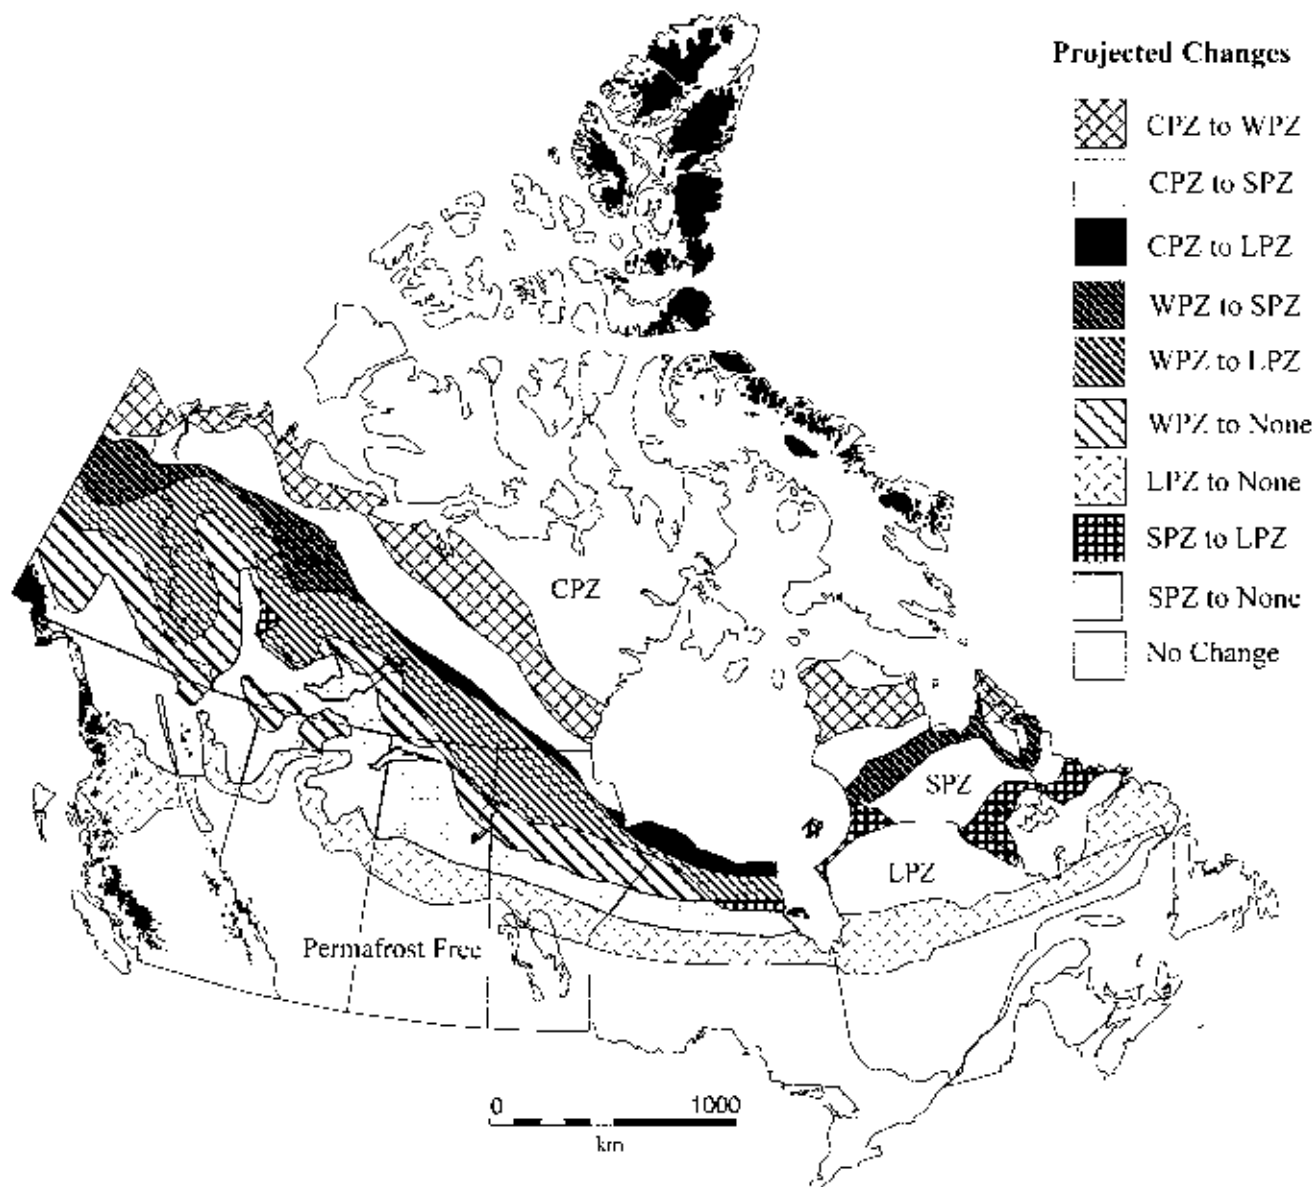 Projected Changes
CPZ to WPZ
CPZ to SPZ
CPZ to LPZ
WPZ to SPZ
WPZ to LPZ
WPZ to None
LPZ to None
SPZ to LPZ
SPZ to None
No Change
CPZ
SPZ
LPZ
Permafrost Free
0 1000
km